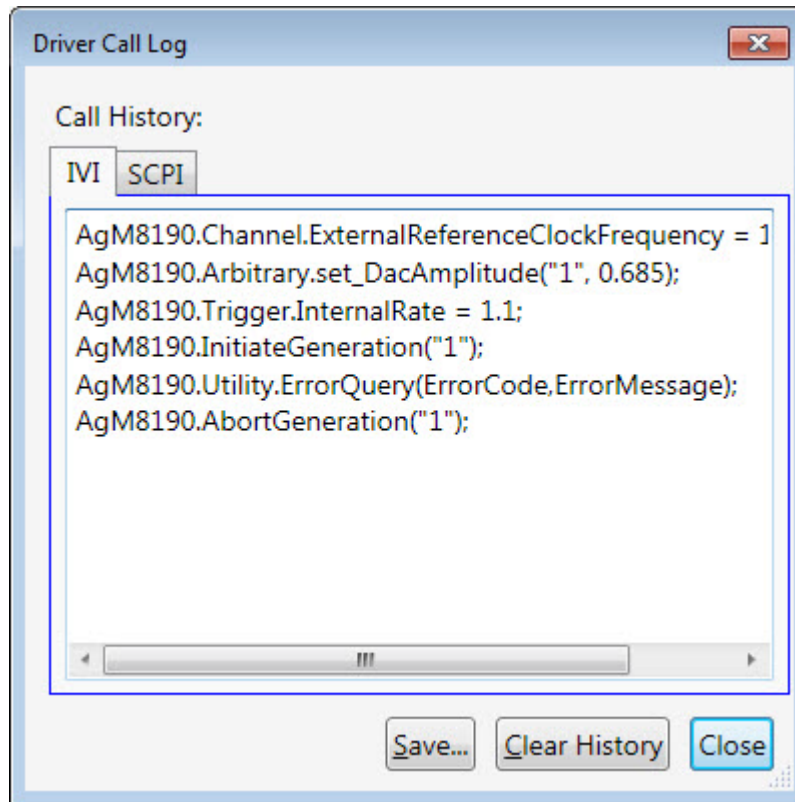 Driver Call Log
Call History:
IVI SCPI
AgM8190.Channel.ExternalReferenceClockFrequency = 1
AgM8190.Arbitrary.set_DacAmplitude("1", 0.685);
AgM8190.Trigger.InternalRate = 1.1;
AgM8190.InitiateGeneration("1");
AgM8190.Utility.ErrorQuery(ErrorCode,ErrorMessage);
AgM8190.AbortGeneration("1");
Save... Clear History Close